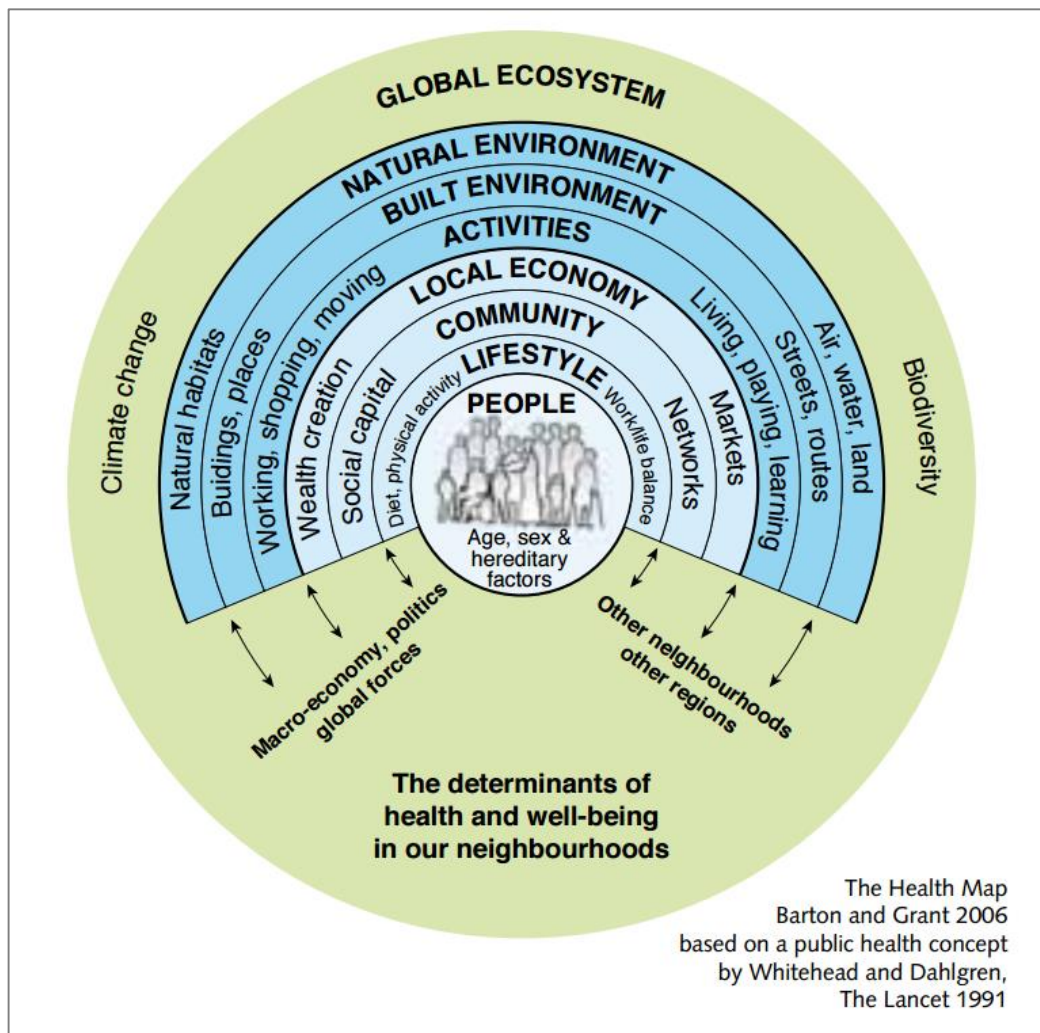 GLOBAL ECOSYSTEM
NATURAL ENVIRONMENT
BUILT ENVIRONMENT
ACTIVITIES
LOCAL ECONOMY
COMMUNITY
LIFESTYLE
PEOPLE
Age, sex &
hereditary
factors
Climate change
Natural habitats
Buidings, places
Working, shopping, moving
Wealth creation
Social capital
Diet, physical activity
Work/life balance
Networks
Markets
Living, playing, learning
Streets, routes
Air, water, land
Biodiversity
Macro-economy, politics
global forces
Other neighbourhoods
other regions
The determinants of
health and well-being
in our neighbourhoods
The Health Map
Barton and Grant 2006
based on a public health concept
by Whitehead and Dahlgren,
The Lancet 1991